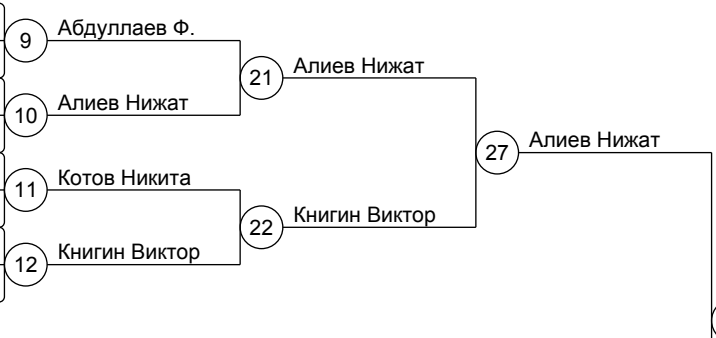 9 Абдуллаев Ф.
21 Алиев Нижат
10 Алиев Нижат
27 Алиев Нижат
11 Котов Никита
22 Книгин Виктор
12 Книгин Виктор